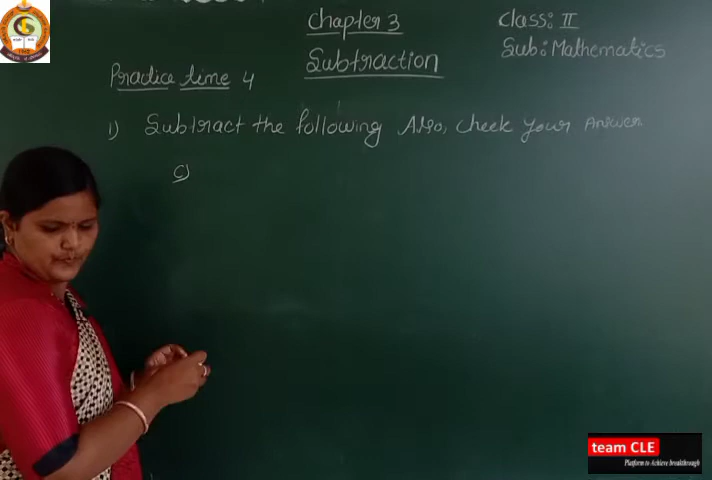 Chapter 3
Class: II
Subtraction
Sub: Mathematics
Practice time 4
1) Subtract the following Also, check your Answer.
c)
team CLE
Platform to Achieve breakthrough